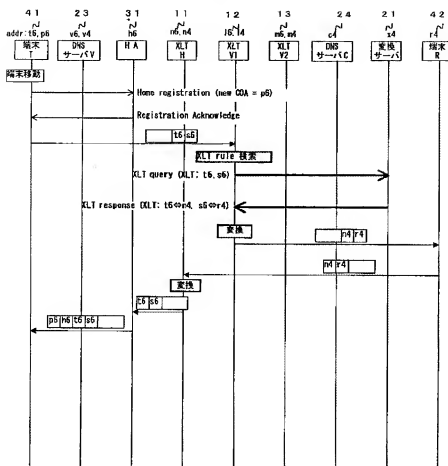 41 23 31 11 12 24 21 42
addr:t6,p6 v6,v4 h6 n6,n4 l6,l4 m6,m4 c4 x4 r4
端末 T DNS サーバV HA XLT H XLT V1 XLT V2 DNS サーバC 変換 サーバ 端末 R
端末移動
Home registration (new COA = p6)
Registration Acknowledge
t6 s6
XLT rule 検索
XLT query (XLT: t6,s6)
XLT response (XLT: t6⇔n4, s6⇔r4)
変換
n4 r4
n4 r4
変換
t6 s6
p6 h6 t6 s6